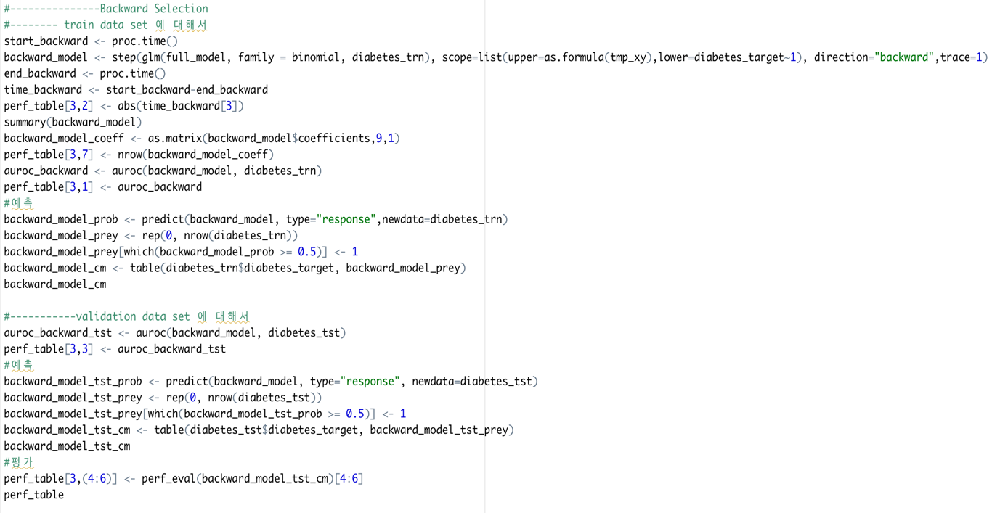 #---------------Backward Selection
#-------- train data set 에 대해서
start_backward <- proc.time()
backward_model <- step(glm(full_model, family = binomial, diabetes_trn), scope=list(upper=as.formula(tmp_xy),lower=diabetes_target~1), direction="backward",trace=1)
end_backward <- proc.time()
time_backward <- start_backward-end_backward
perf_table[3,2] <- abs(time_backward[3])
summary(backward_model)
backward_model_coeff <- as.matrix(backward_model$coefficients,9,1)
perf_table[3,7] <- nrow(backward_model_coeff)
auroc_backward <- auroc(backward_model, diabetes_trn)
perf_table[3,1] <- auroc_backward
#예측
backward_model_prob <- predict(backward_model, type="response",newdata=diabetes_trn)
backward_model_prey <- rep(0, nrow(diabetes_trn))
backward_model_prey[which(backward_model_prob >= 0.5)] <- 1
backward_model_cm <- table(diabetes_trn$diabetes_target, backward_model_prey)
backward_model_cm
#-----------validation data set 에 대해서
auroc_backward_tst <- auroc(backward_model, diabetes_tst)
perf_table[3,3] <- auroc_backward_tst
#예측
backward_model_tst_prob <- predict(backward_model, type="response", newdata=diabetes_tst)
backward_model_tst_prey <- rep(0, nrow(diabetes_tst))
backward_model_tst_prey[which(backward_model_tst_prob >= 0.5)] <- 1
backward_model_tst_cm <- table(diabetes_tst$diabetes_target, backward_model_tst_prey)
backward_model_tst_cm
#평가
perf_table[3,(4:6)] <- perf_eval(backward_model_tst_cm)[4:6]
perf_table